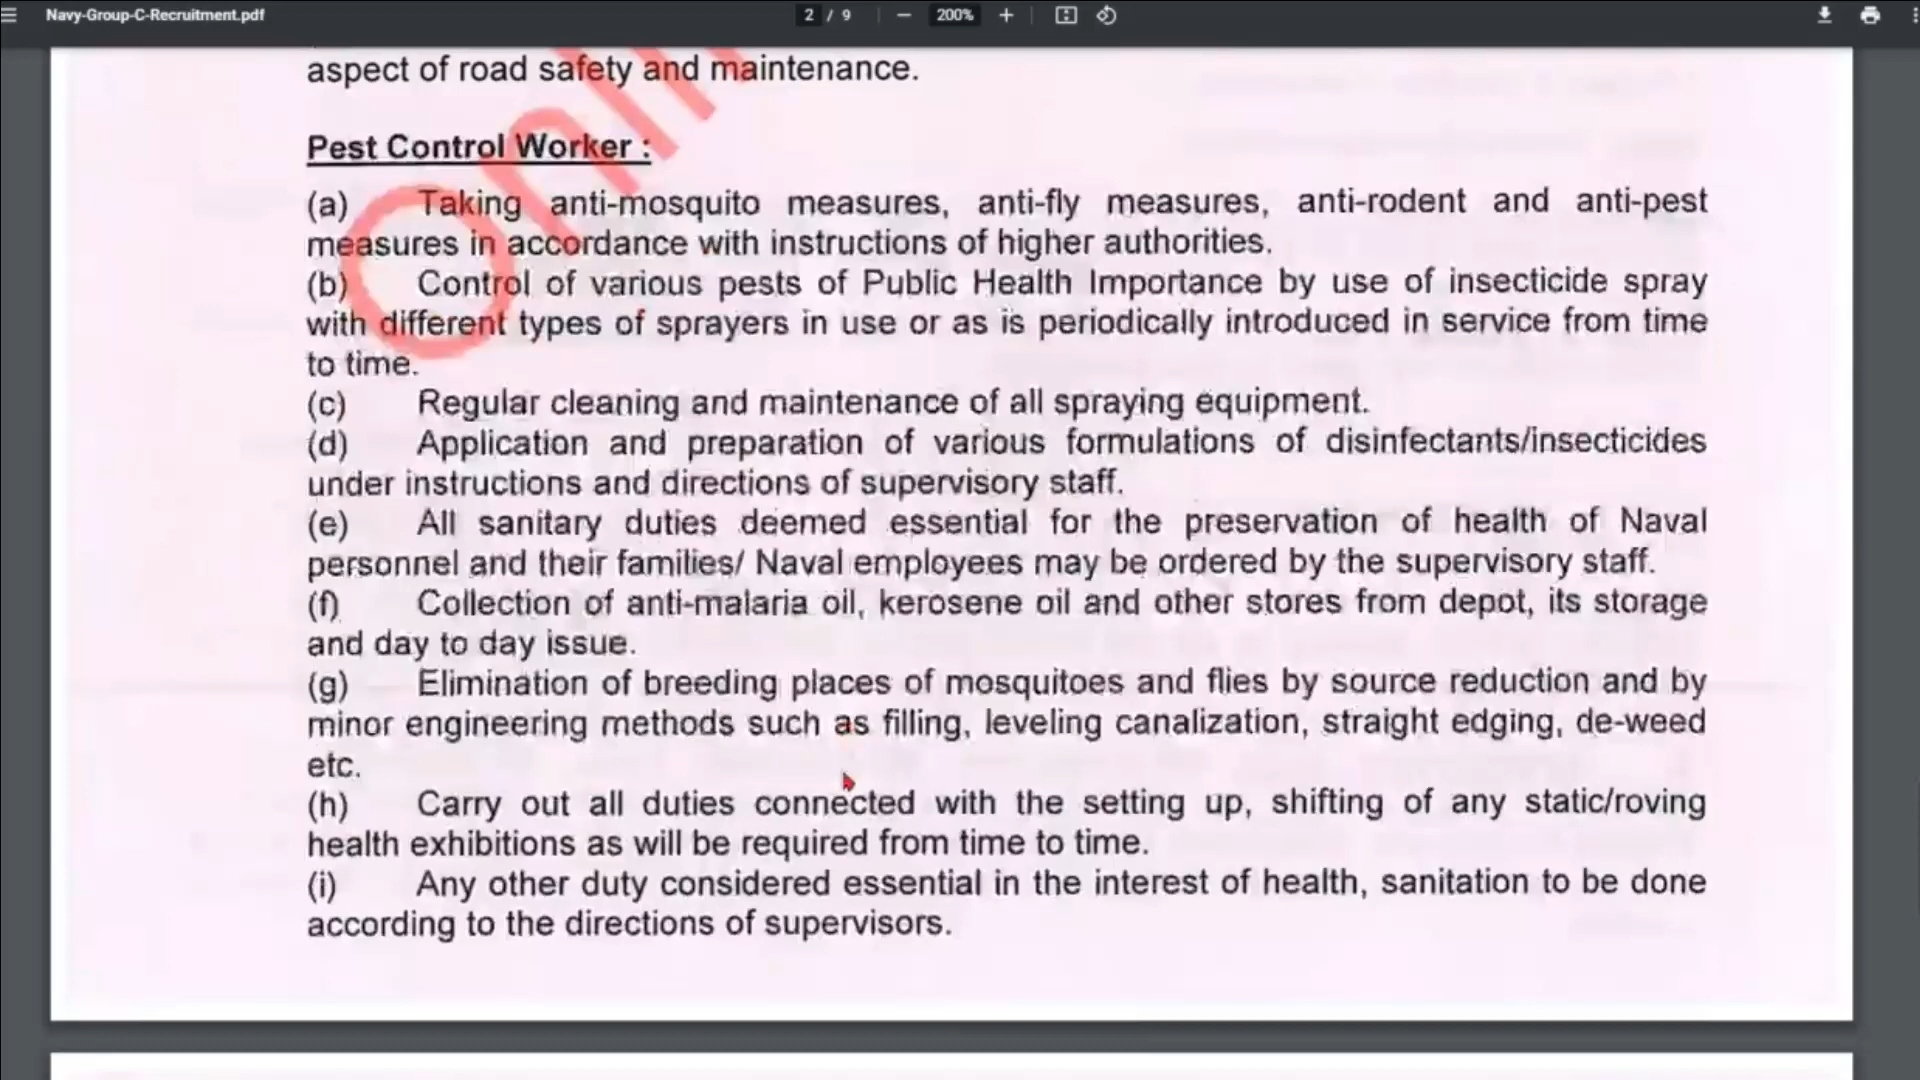 Navy-Group-C-Recruitment.pdf 2 / 9 200%
aspect of road safety and maintenance.
Pest Control Worker :
(a) Taking anti-mosquito measures, anti-fly measures, anti-rodent and anti-pest
measures in accordance with instructions of higher authorities.
(b) Control of various pests of Public Health Importance by use of insecticide spray
with different types of sprayers in use or as is periodically introduced in service from time
to time.
(c) Regular cleaning and maintenance of all spraying equipment.
(d) Application and preparation of various formulations of disinfectants/insecticides
under instructions and directions of supervisory staff.
(e) All sanitary duties deemed essential for the preservation of health of Naval
personnel and their families/ Naval employees may be ordered by the supervisory staff.
(f) Collection of anti-malaria oil, kerosene oil and other stores from depot, its storage
and day to day issue.
(g) Elimination of breeding places of mosquitoes and flies by source reduction and by
minor engineering methods such as filling, leveling canalization, straight edging, de-weed
etc.
(h) Carry out all duties connected with the setting up, shifting of any static/roving
health exhibitions as will be required from time to time.
(i) Any other duty considered essential in the interest of health, sanitation to be done
according to the directions of supervisors.